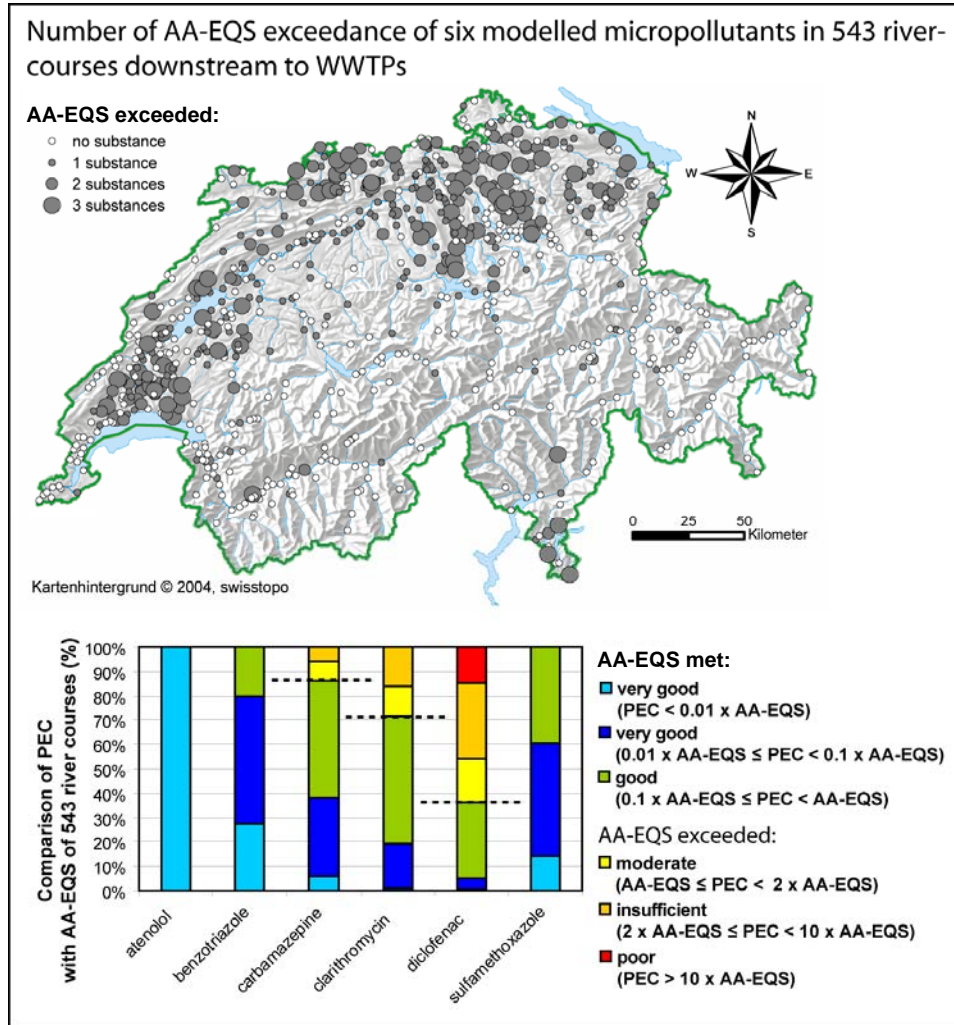 Number of AA-EQS exceedance of six modelled micropollutants in 543 river-
courses downstream to WWTPs
AA-EQS exceeded:
no substance
1 substance
2 substances
3 substances
N
W
E
S
0 25 50
Kilometer
Kartenhintergrund © 2004, swisstopo
Comparison of PEC
with AA-EQS of 543 river courses (%)
100%
90%
80%
70%
60%
50%
40%
30%
20%
10%
0%
atenolol
benzotriazole
carbamazepine
clarithromycin
diclofenac
sulfamethoxazole
AA-EQS met:
very good
(PEC < 0.01 x AA-EQS)
very good
(0.01 x AA-EQS ≤ PEC < 0.1 x AA-EQS)
good
(0.1 x AA-EQS ≤ PEC < AA-EQS)
AA-EQS exceeded:
moderate
(AA-EQS ≤ PEC < 2 x AA-EQS)
insufficient
(2 x AA-EQS ≤ PEC < 10 x AA-EQS)
poor
(PEC > 10 x AA-EQS)